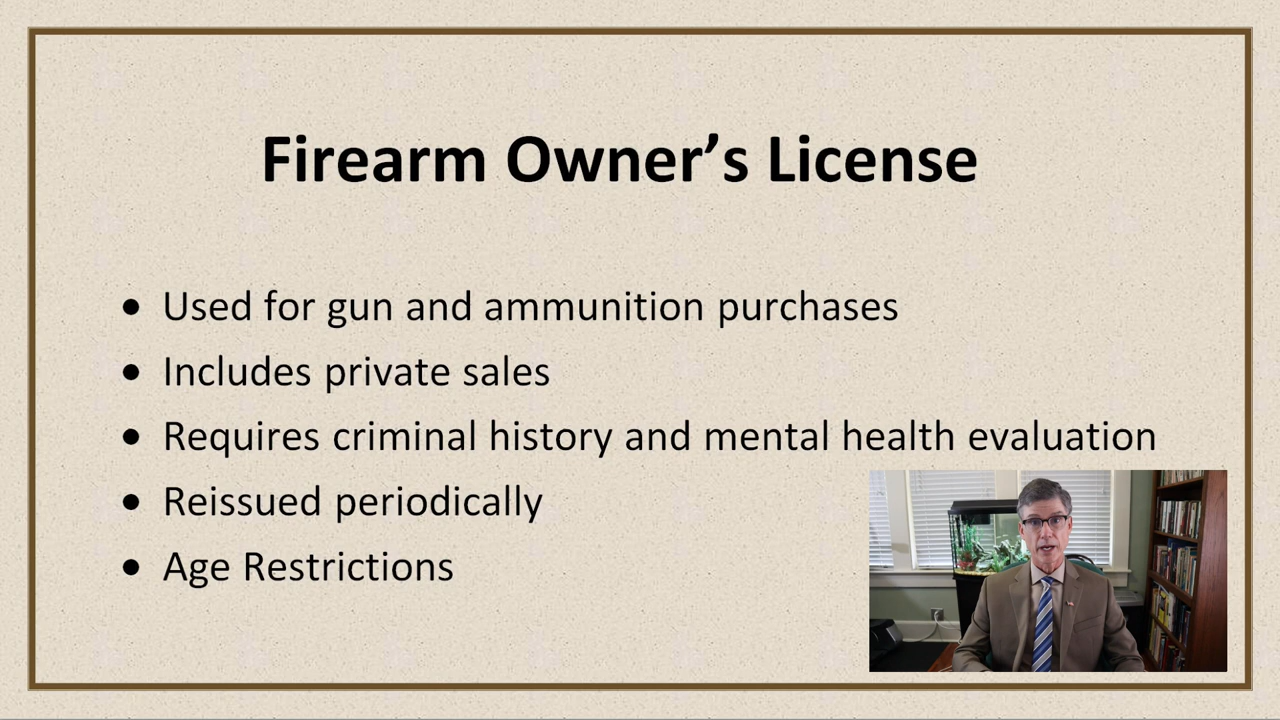 Firearm Owner’s License
• Used for gun and ammunition purchases
• Includes private sales
• Requires criminal history and mental health evaluation
• Reissued periodically
• Age Restrictions